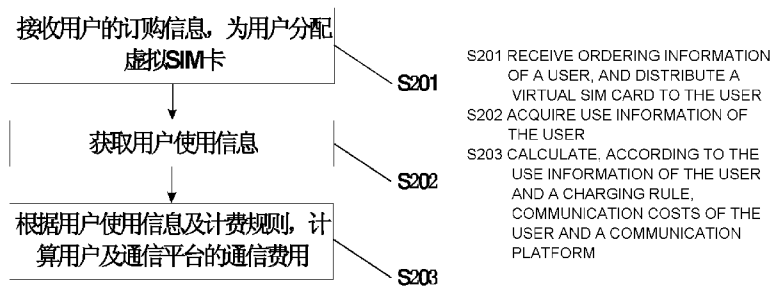 接收用户的订购信息，为用户分配
虚拟SIM卡
S201
获取用户使用信息
S202
根据用户使用信息及计费规则，计
算用户及通信平台的通信费用
S203
S201 RECEIVE ORDERING INFORMATION
OF A USER, AND DISTRIBUTE A
VIRTUAL SIM CARD TO THE USER
S202 ACQUIRE USE INFORMATION OF
THE USER
S203 CALCULATE, ACCORDING TO THE
USE INFORMATION OF THE USER
AND A CHARGING RULE,
COMMUNICATION COSTS OF THE
USER AND A COMMUNICATION
PLATFORM